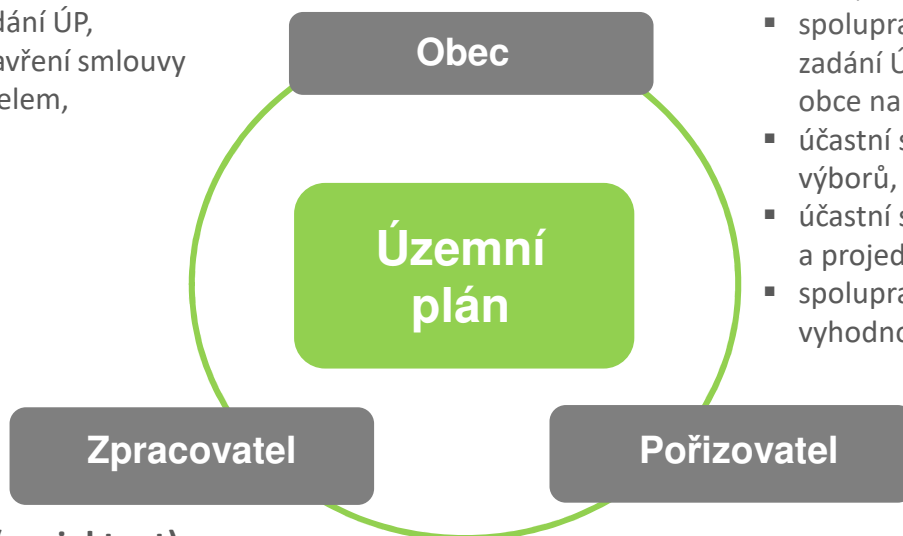 dání ÚP,
avření smlouvy
elem,
Obec
▪ spolupra
zadání Ú
obce na
▪ účastní s
výborů,
▪ účastní s
a projed
▪ spolupra
vyhodno
Územní
plán
Zpracovatel
Pořizovatel